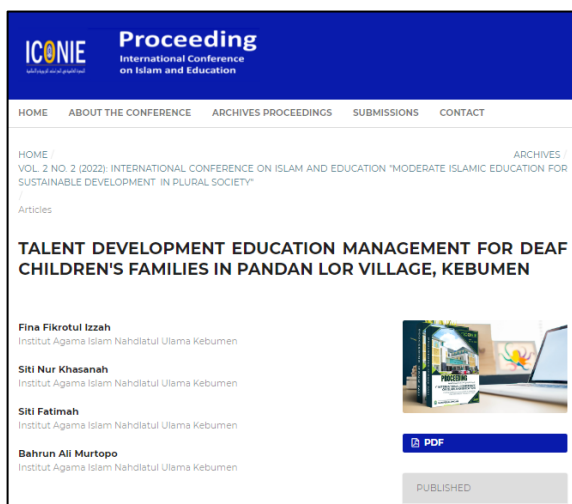 ICONIE
Proceeding
International Conference
on Islam and Education
HOME
ABOUT THE CONFERENCE
ARCHIVES PROCEEDINGS
SUBMISSIONS
CONTACT
HOME /
ARCHIVES /
VOL. 2 NO. 2 (2022): INTERNATIONAL CONFERENCE ON ISLAM AND EDUCATION "MODERATE ISLAMIC EDUCATION FOR
SUSTAINABLE DEVELOPMENT IN PLURAL SOCIETY"
/
Articles
TALENT DEVELOPMENT EDUCATION MANAGEMENT FOR DEAF
CHILDREN'S FAMILIES IN PANDAN LOR VILLAGE, KEBUMEN
Fina Fikrotul Izzah
Institut Agama Islam Nahdlatul Ulama Kebumen
Siti Nur Khasanah
Institut Agama Islam Nahdlatul Ulama Kebumen
Siti Fatimah
Institut Agama Islam Nahdlatul Ulama Kebumen
Bahrun Ali Murtopo
Institut Agama Islam Nahdlatul Ulama Kebumen
PROCEEDING
PDF
PUBLISHED